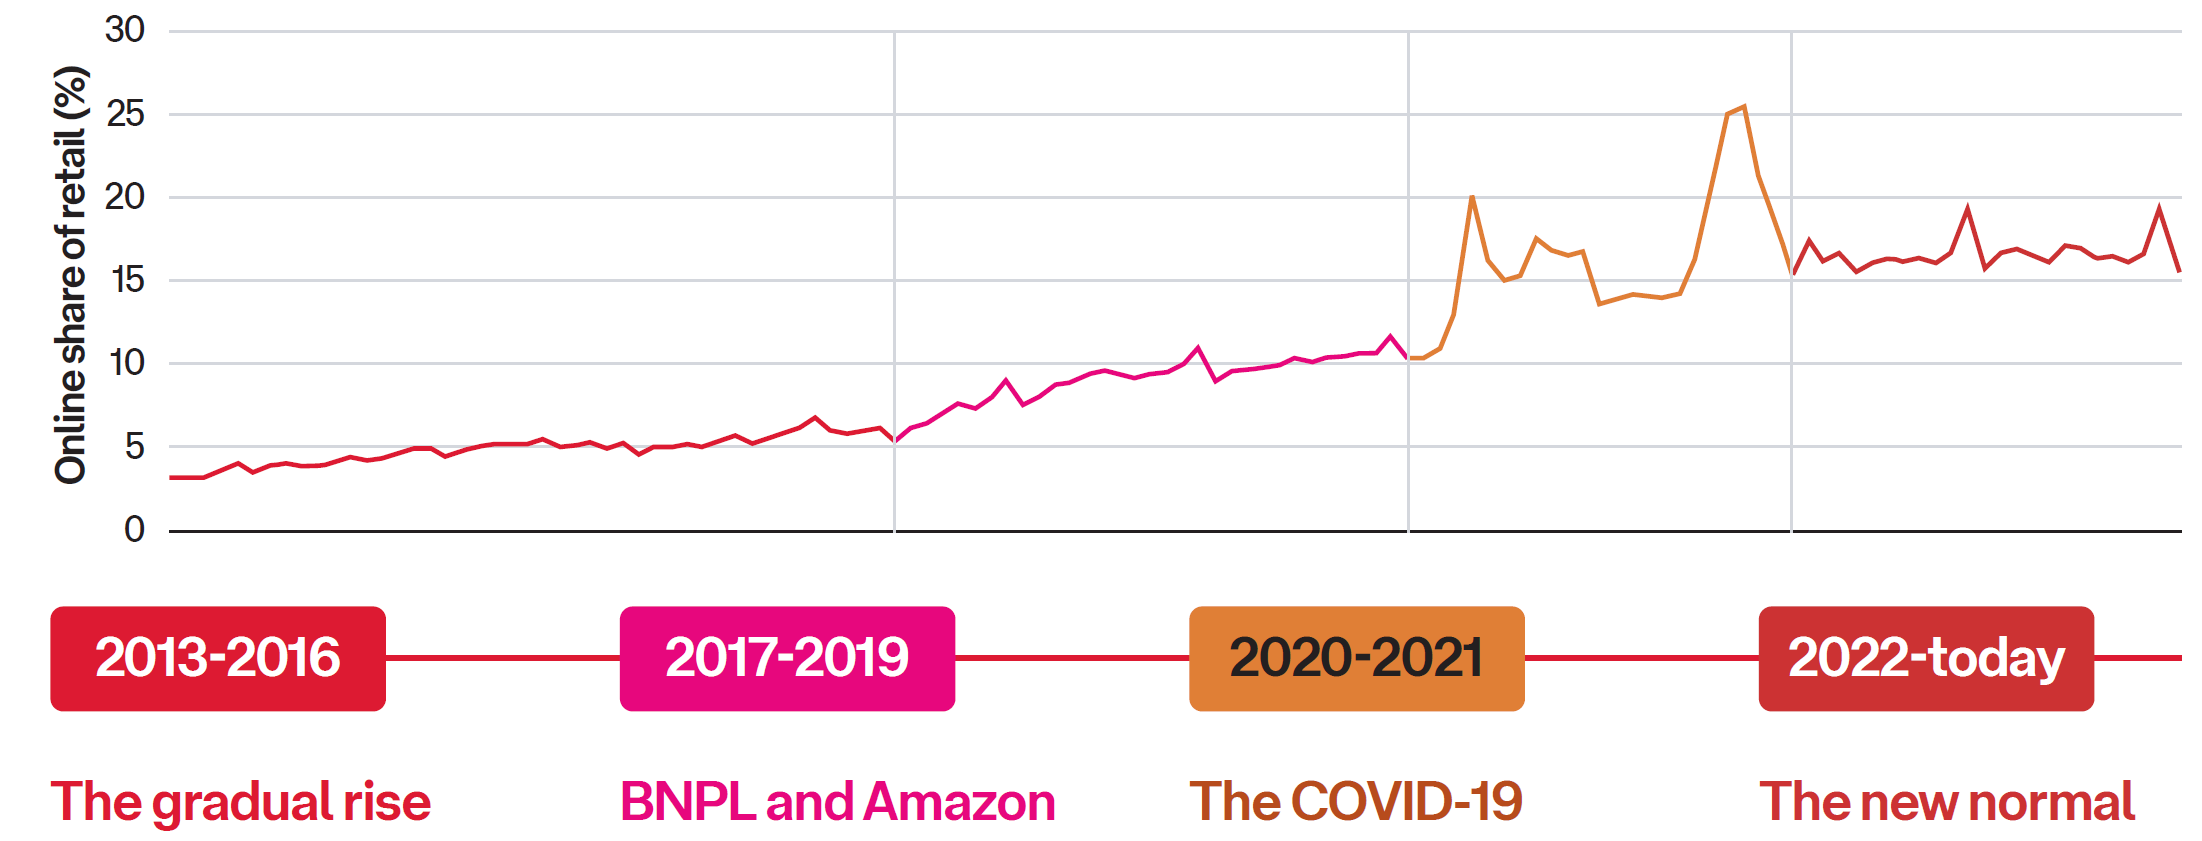 Online share of retail (%)
30
25
20
15
10
5
0
2013-2016
2017-2019
2020-2021
2022-today
The gradual rise
BNPL and Amazon
The COVID-19
The new normal